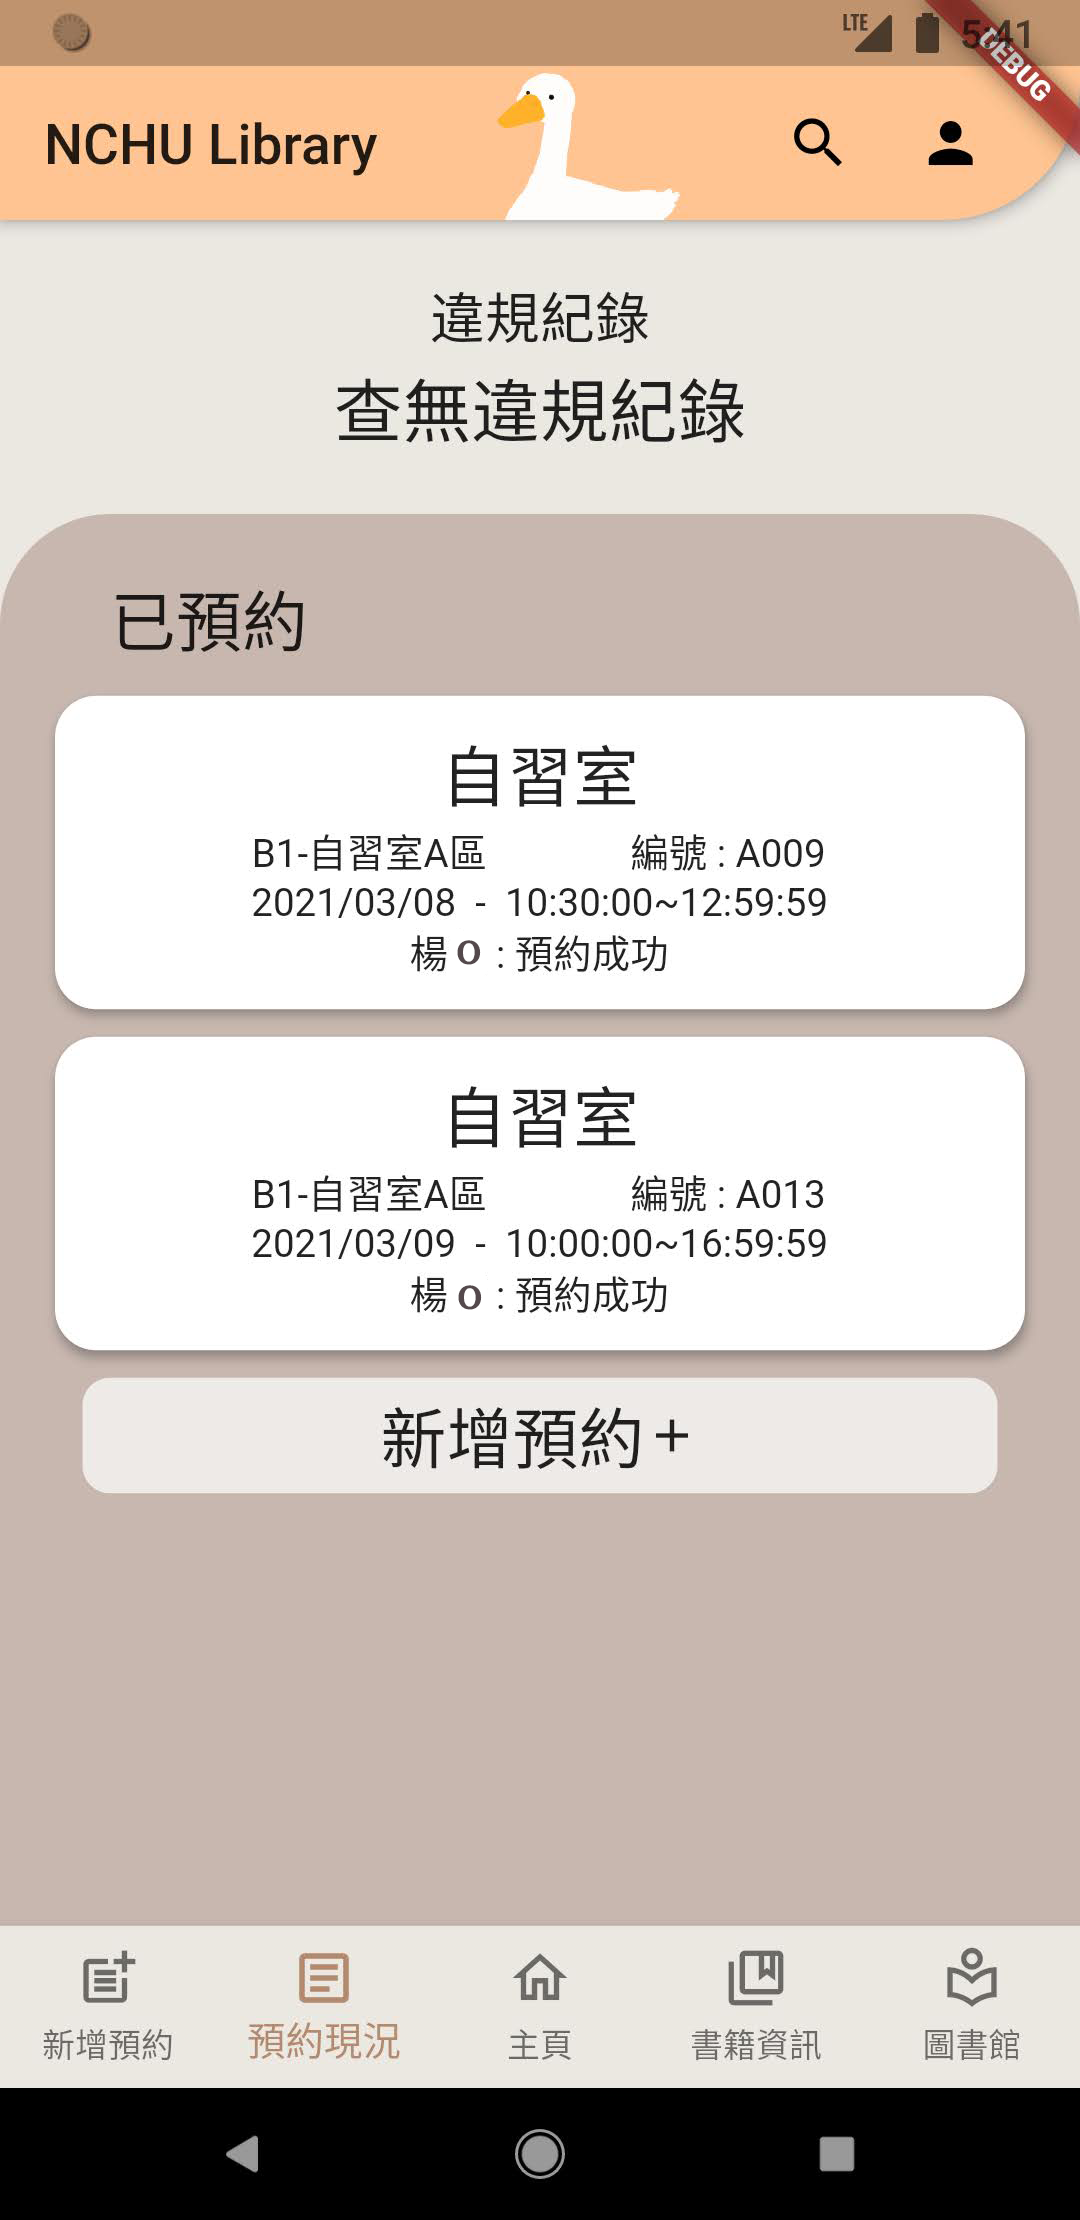 LTE
5:41
DEBUG
NCHU Library
違規紀錄
查無違規紀錄
已預約
自習室
B1-自習室A區 編號 : A009
2021/03/08 - 10:30:00~12:59:59
楊 O : 預約成功
自習室
B1-自習室A區 編號 : A013
2021/03/09 - 10:00:00~16:59:59
楊 O : 預約成功
新增預約+
新增預約
預約現況
主頁
書籍資訊
圖書館